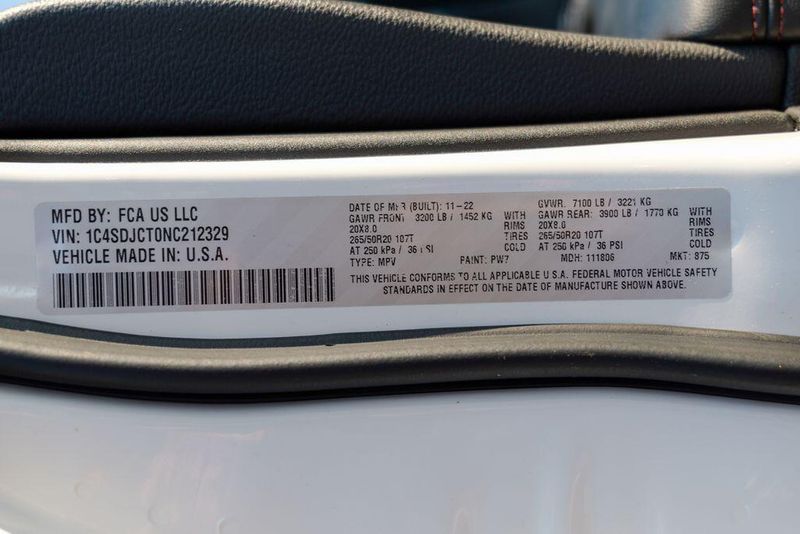 MFD BY: FCA US LLC
VIN: 1C4SDJCT0NC212329
VEHICLE MADE IN: U.S.A.
DATE OF MFR (BUILT): 11-22
GAWR FRONT 3200 LB / 1452 KG WITH
20X8.0 RIMS
265/50R20 107T TIRES
AT 250 kPa / 36 PSI COLD
TYPE: MPV PAINT: PW7
GVWR: 7100 LB / 3221 KG
GAWR REAR: 3900 LB / 1770 KG WITH
20X8.0 RIMS
265/50R20 107T TIRES
AT 250 kPa / 36 PSI COLD
MDH: 111806 MKT: 875
THIS VEHICLE CONFORMS TO ALL APPLICABLE U.S.A. FEDERAL MOTOR VEHICLE SAFETY
STANDARDS IN EFFECT ON THE DATE OF MANUFACTURE SHOWN ABOVE.